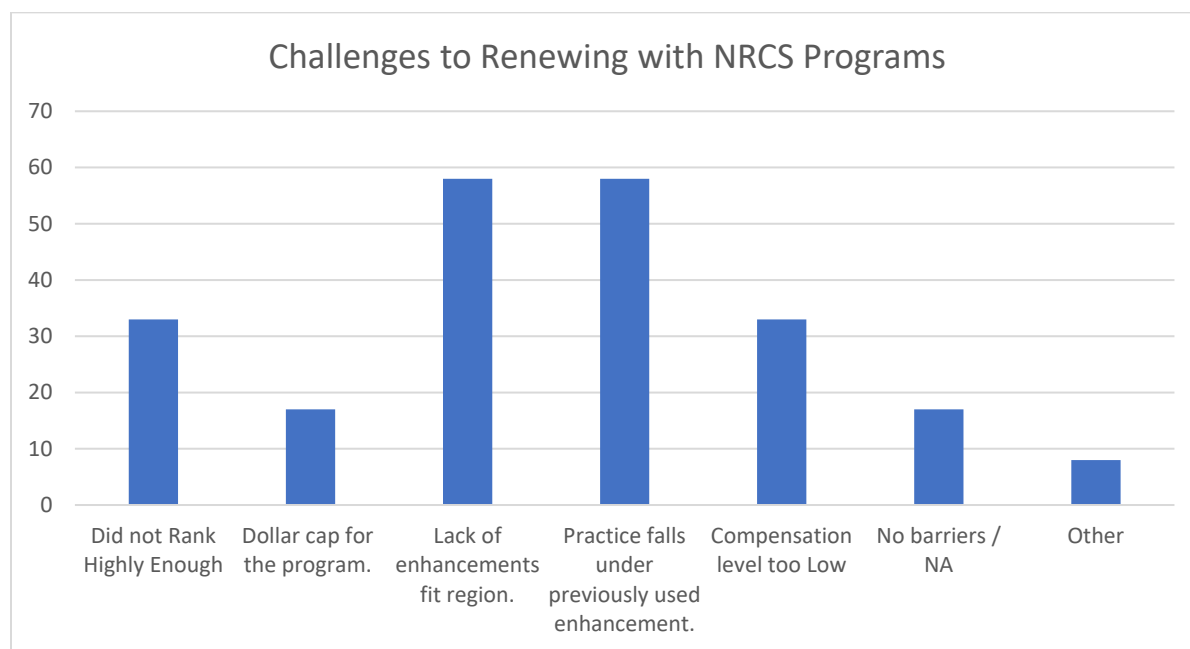 Challenges to Renewing with NRCS Programs
70
60
50
40
30
20
10
0
Did not Rank
Highly Enough
Dollar cap for
the program.
Lack of
enhancements
fit region.
Practice falls
under
previously used
enhancement.
Compensation
level too Low
No barriers /
NA
Other